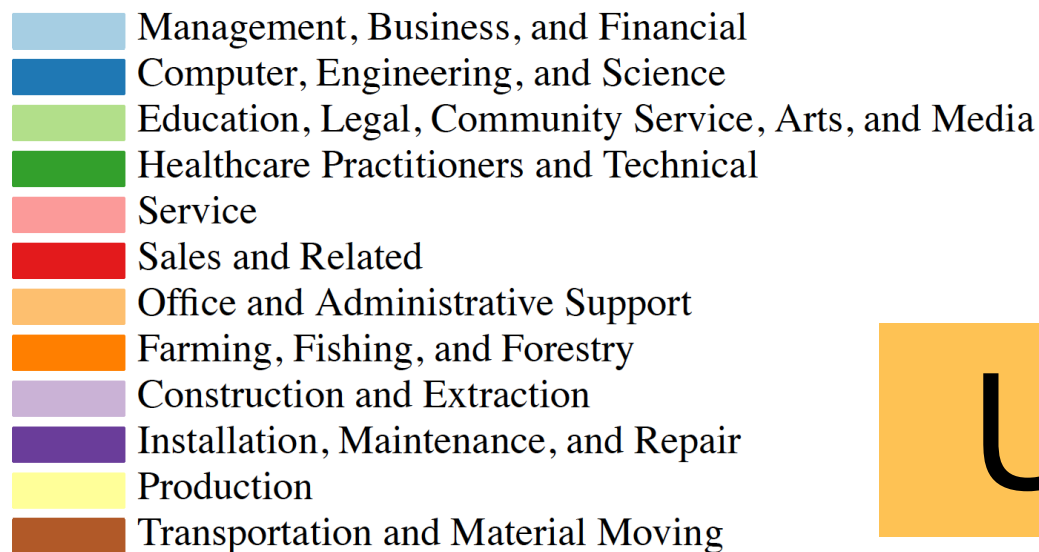 Management, Business, and Financial
Computer, Engineering, and Science
Education, Legal, Community Service, Arts, and Media
Healthcare Practitioners and Technical
Service
Sales and Related
Office and Administrative Support
Farming, Fishing, and Forestry
Construction and Extraction
Installation, Maintenance, and Repair
Production
Transportation and Material Moving